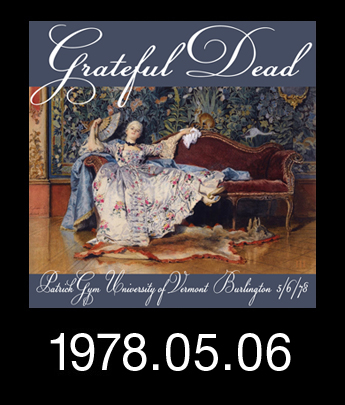 Grateful Dead
Patrick Gym University of Vermont Burlington 5/6/78
1978.05.06